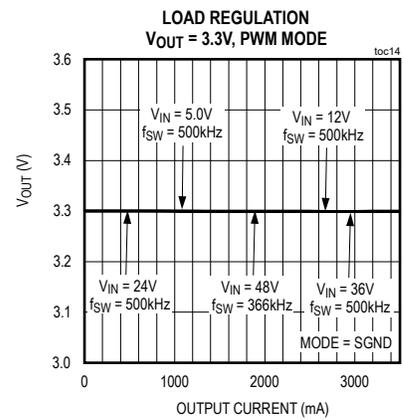 LOAD REGULATION
VOUT = 3.3V, PWM MODE
toc14
3.6
3.5
3.4
3.3
3.2
3.1
3.0
VOUT (V)
VIN = 5.0V
fSW = 500kHz
VIN = 12V
fSW = 500kHz
VIN = 24V
fSW = 500kHz
VIN = 48V
fSW = 366kHz
VIN = 36V
fSW = 500kHz
MODE = SGND
0 1000 2000 3000
OUTPUT CURRENT (mA)